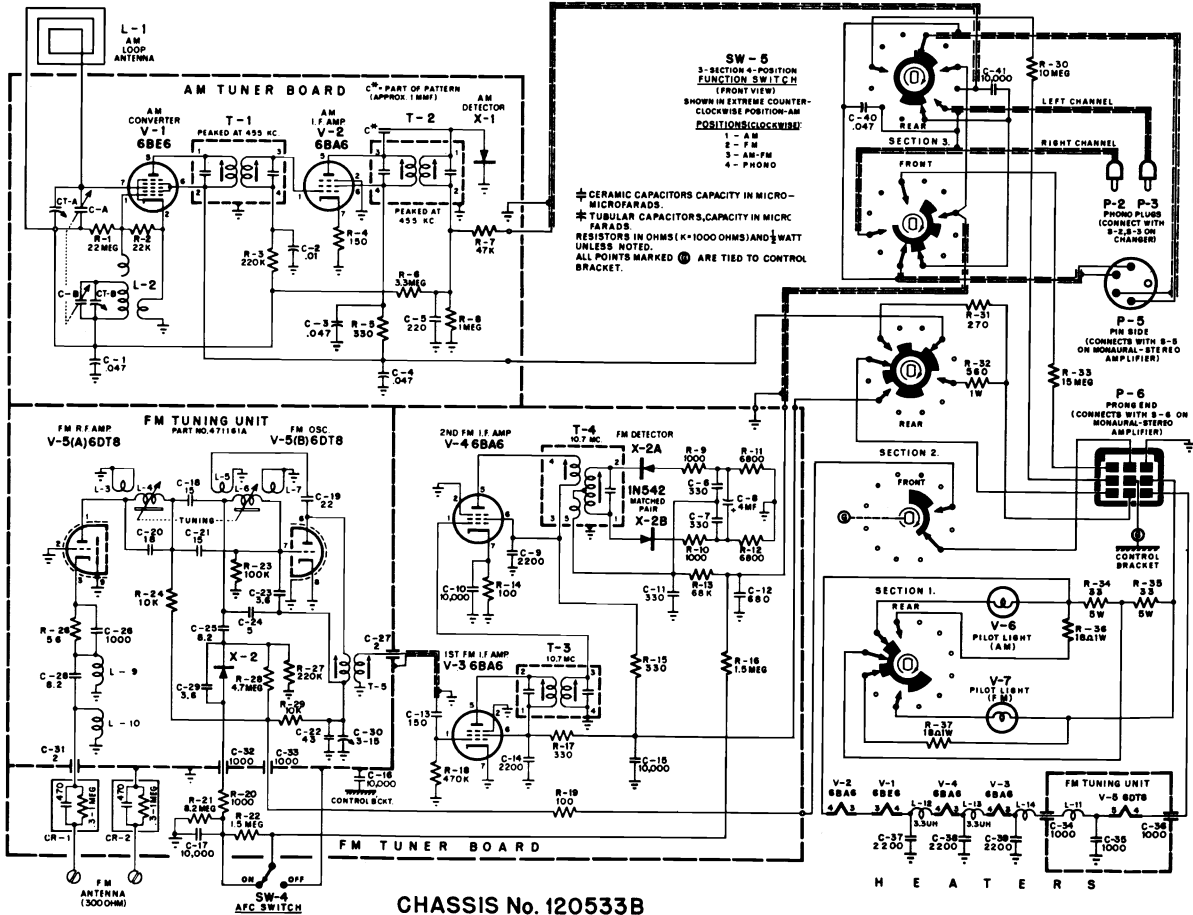 L-1
AM
LOOP
ANTENNA
AM TUNER BOARD
C*=PART OF PATTERN
(APPROX. 1 MMF)
AM
DETECTOR
X-1
AM
CONVERTER
V-1
6BE6
T-1
PEAKED AT 455 KC
AM
I.F. AMP
V-2
6BA6
T-2
C*
PEAKED AT
455 KC
CT-A
C-A
R-1
22MEG
R-2
22K
L-2
C-B
CT-B
C-1
.047
R-3
220K
C-2
.01
R-4
150
R-6
3.3MEG
R-7
47K
C-3
.047
R-5
330
C-5
220
R-8
1MEG
C-4
.047
SW-5
3-SECTION 4-POSITION
FUNCTION SWITCH
(FRONT VIEW)
SHOWN IN EXTREME COUNTER-
CLOCKWISE POSITION-AM
POSITIONS(CLOCKWISE):
1 - AM
2 - FM
3 - AM-FM
4 - PHONO
CERAMIC CAPACITORS CAPACITY IN MICRO-
MICROFARADS.
TUBULAR CAPACITORS,CAPACITY IN MICRC
FARADS.
RESISTORS IN OHMS(K=1000 OHMS)AND ½ WATT
UNLESS NOTED.
ALL POINTS MARKED G ARE TIED TO CONTROL
BRACKET.
C-41
10,000
R-30
10 MEG
C-40
.047
REAR
SECTION 3.
FRONT
LEFT CHANNEL
RIGHT CHANNEL
P-2 P-3
PHONO PLUGS
(CONNECT WITH
S-2,S-3 ON
CHANGER)
P-5
PIN SIDE
(CONNECTS WITH S-5
ON MONAURAL-STEREO
AMPLIFIER)
R-31
270
R-32
560
1W
R-33
15 MEG
REAR
SECTION 2.
FRONT
P-6
PRONG END
(CONNECTS WITH S-6 ON
MONAURAL-STEREO
AMPLIFIER)
CONTROL
BRACKET
SECTION 1.
REAR
V-6
PILOT LIGHT
(AM)
V-7
PILOT LIGHT
(FM)
R-34
33
5W
R-35
33
5W
R-36
18Ω1W
R-37
18Ω1W
FM TUNING UNIT
PART NO.471161A
FM R.F. AMP.
V-5(A)6DT8
FM OSC.
V-5(B)6DT8
L-3
L-4
C-18
15
L-5
L-6
L-7
C-19
22
TUNING
C-20
18
C-21
15
R-23
100K
R-24
10K
C-23
3.6
C-24
5
C-25
8.2
X-2
R-26
56
C-26
1000
L-9
C-28
8.2
L-10
C-29
3.6
R-28
4.7MEG
R-27
220K
R-29
10K
C-22
43
C-30
3-15
T-5
C-27
2
C-31
2
C-32
1000
C-33
1000
470
.3-1MEG
CR-1
470
.3-1MEG
CR-2
R-21
8.2MEG
R-20
1000
R-22
1.5 MEG
C-17
10,000
C-16
10,000
CONTROL BCKT.
FM
ANTENNA
(300 OHM)
ON
OFF
SW-4
AFC SWITCH
FM TUNER BOARD
2ND FM I.F. AMP
V-4 6BA6
T-4
10.7 MC.
FM DETECTOR
X-2A
1N542
MATCHED
PAIR
X-2B
R-9
1000
R-11
6800
C-6
330
C-8
.4MF
C-7
330
R-10
1000
R-12
6800
C-9
2200
C-10
10,000
R-14
100
C-11
330
R-13
68K
C-12
680
1ST FM I.F AMP
V-3 6BA6
T-3
10.7 MC
R-15
330
R-16
1.5MEG
C-13
150
R-18
470K
C-14
2200
R-17
330
C-15
10,000
R-19
100
V-2
6BA6
V-1
6BE6
L-12
3.3UH
V-4
6BA6
L-13
3.3UH
V-3
6BA6
L-14
FM TUNING UNIT
L-11
V-5 6DT8
C-34
1000
C-35
1000
C-36
1000
C-37
2200
C-38
2200
C-38
2200
HEATERS
CHASSIS No. 120533B